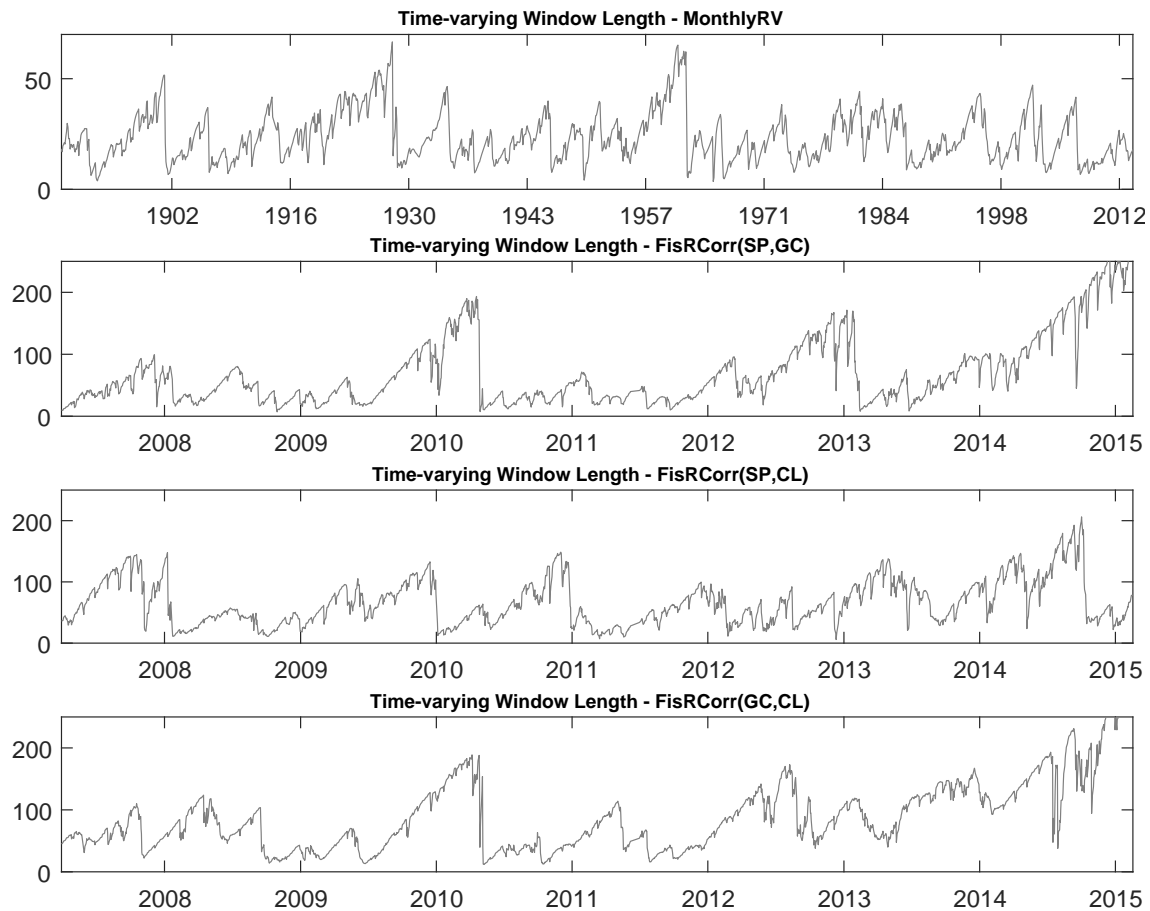 Time-varying Window Length - MonthlyRV
50
0
1902 1916 1930 1943 1957 1971 1984 1998 2012
Time-varying Window Length - FisRCorr(SP,GC)
200
100
0
2008 2009 2010 2011 2012 2013 2014 2015
Time-varying Window Length - FisRCorr(SP,CL)
200
100
0
2008 2009 2010 2011 2012 2013 2014 2015
Time-varying Window Length - FisRCorr(GC,CL)
200
100
0
2008 2009 2010 2011 2012 2013 2014 2015